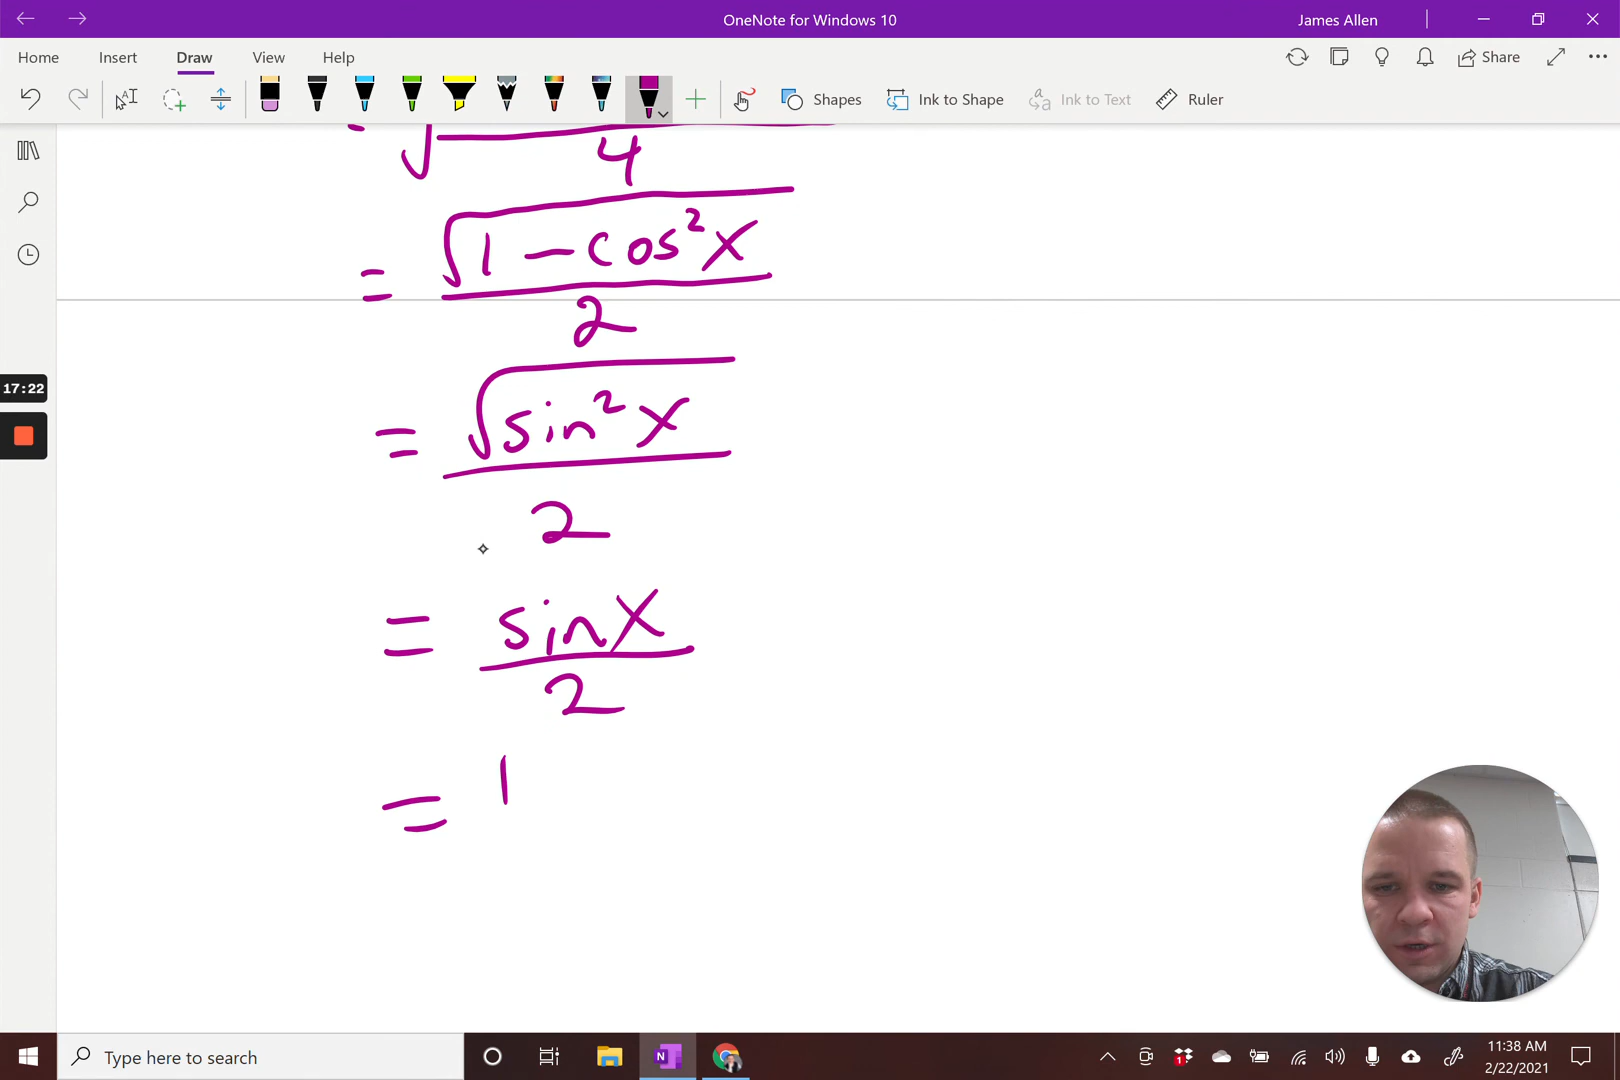 OneNote for Windows 10
James Allen
Home Insert Draw View Help
Share
Shapes Ink to Shape Ink to Text Ruler
= √
4
= √1 - cos²x
2
17:22
= √sin²x
2
= sinx
2
= 1
Type here to search
N
1
11:38 AM
2/22/2021